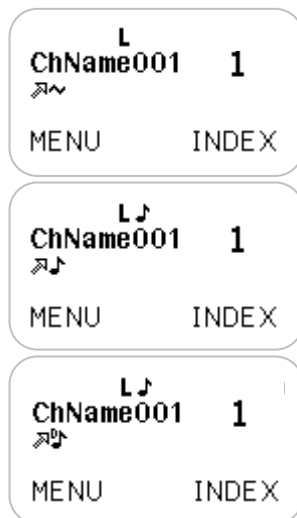 L
ChName001 1
MENU INDEX
L♪
ChName001 1
♪
MENU INDEX
L♪
ChName001 1
D♪
MENU INDEX